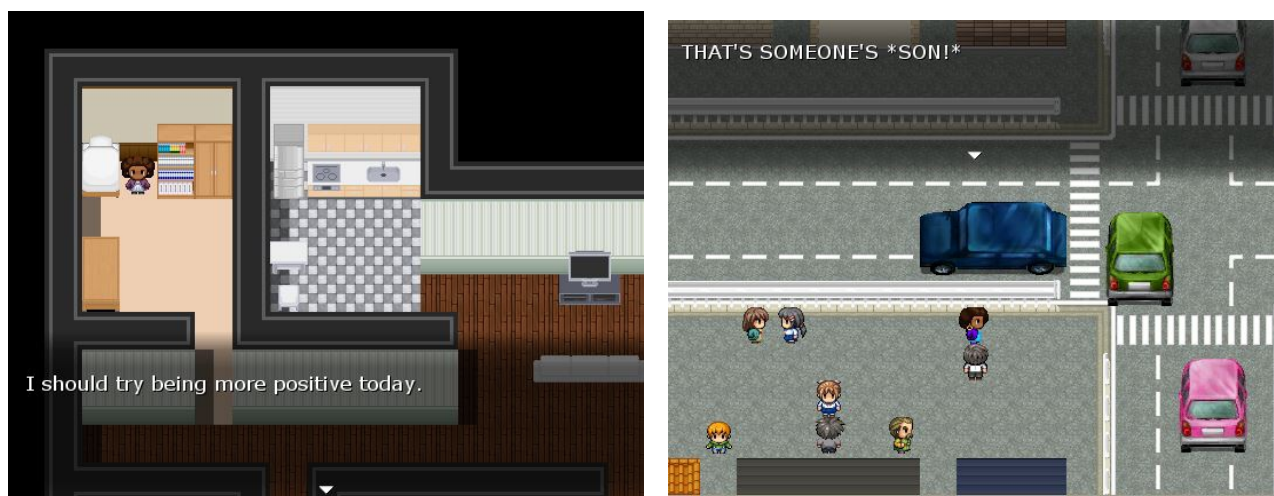 I should try being more positive today.
THAT'S SOMEONE'S *SON!*